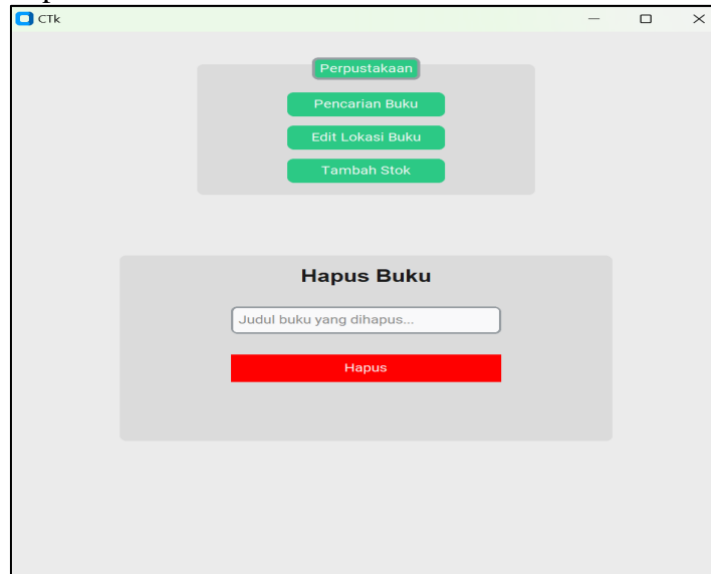 CTk
Perpustakaan
Pencarian Buku
Edit Lokasi Buku
Tambah Stok
Hapus Buku
Judul buku yang dihapus...
Hapus